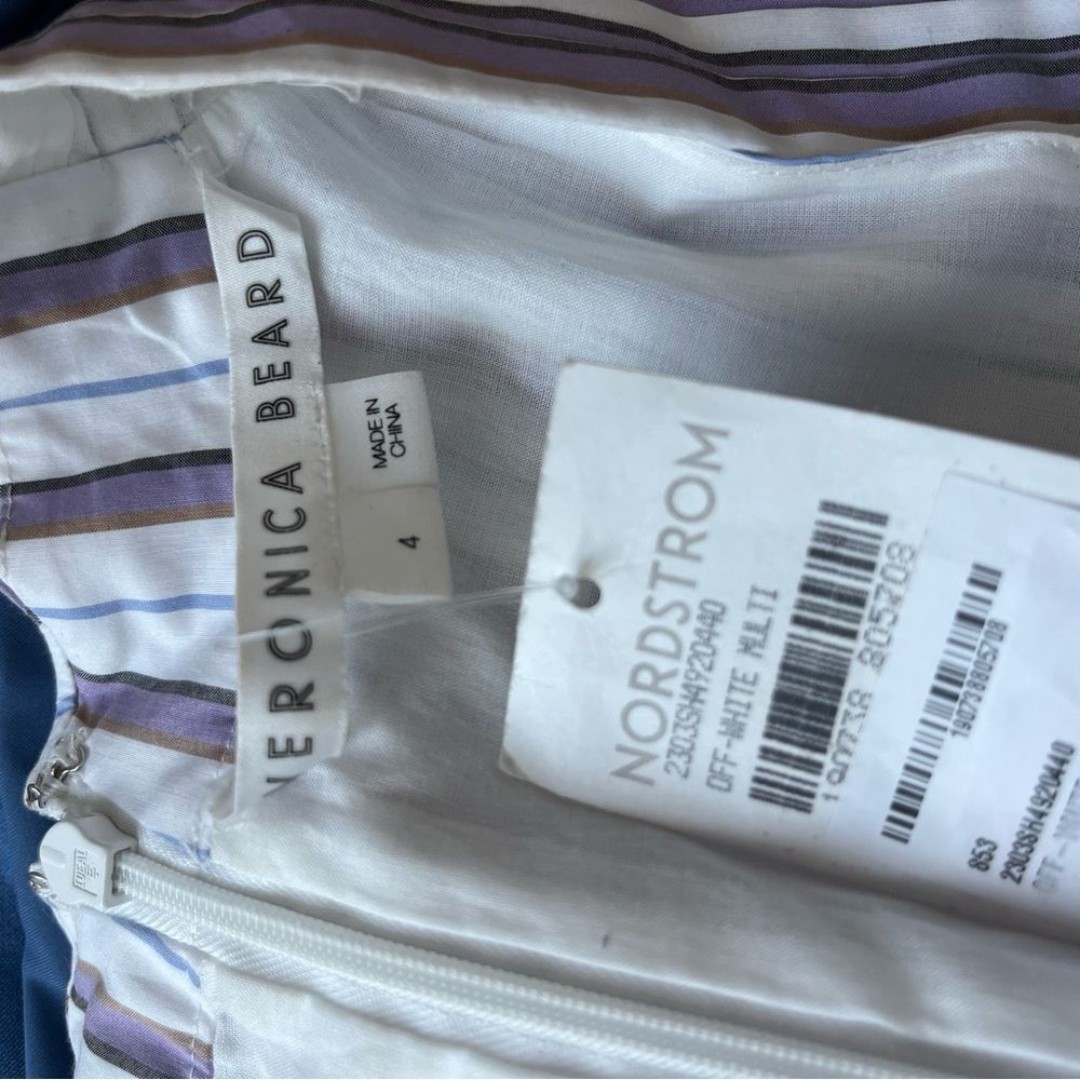 VERONICA BEARD
MADE IN
CHINA
4
NORDSTROM
2303SH4920440
OFF-WHITE MULTI
190738 805708
190738805708
853
2303SH4920440